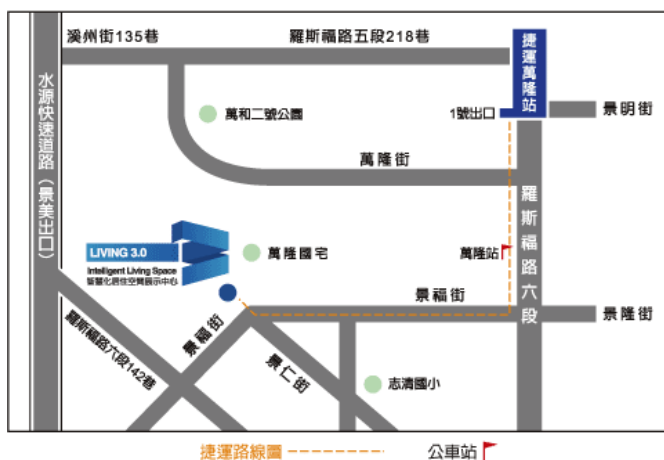 溪州街135巷
羅斯福路五段218巷
捷運萬隆站
水源快速道路（景美出口）
萬和二號公園
1號出口
景明街
萬隆街
羅斯福路六段
LIVING 3.0
Intelligent Living Space
智慧化居住空間展示中心
萬隆國宅
萬隆站
景福街
景隆街
羅斯福路六段142巷
景福街
景仁街
志清國小
捷運路線圖
公車站